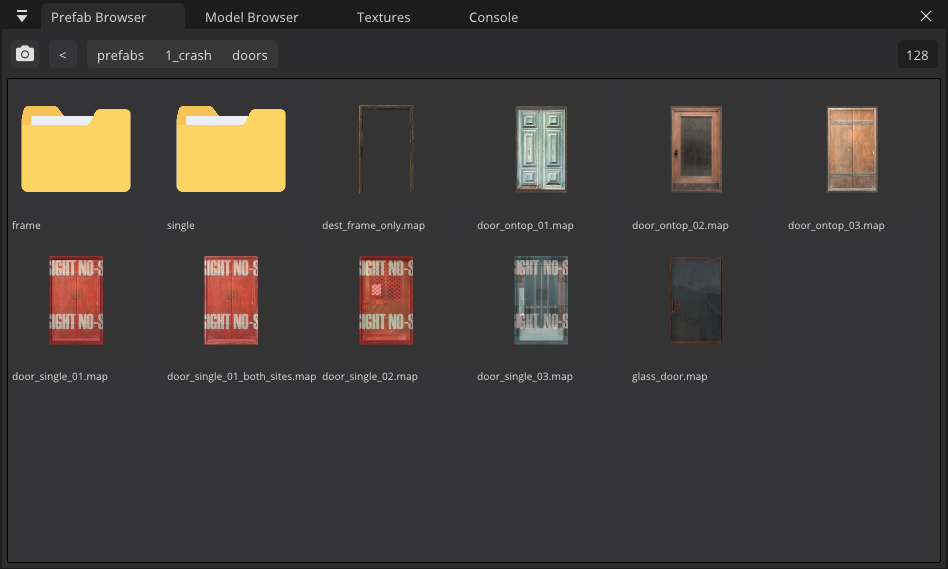 Prefab Browser Model Browser Textures Console
< prefabs 1_crash doors 128
frame single dest_frame_only.map door_ontop_01.map door_ontop_02.map door_ontop_03.map
IGHT NO-S IGHT NO-S IGHT NO-S IGHT NO-S
IGHT NO-S IGHT NO-S IGHT NO-S IGHT NO-S
door_single_01.map door_single_01_both_sites.map door_single_02.map door_single_03.map glass_door.map